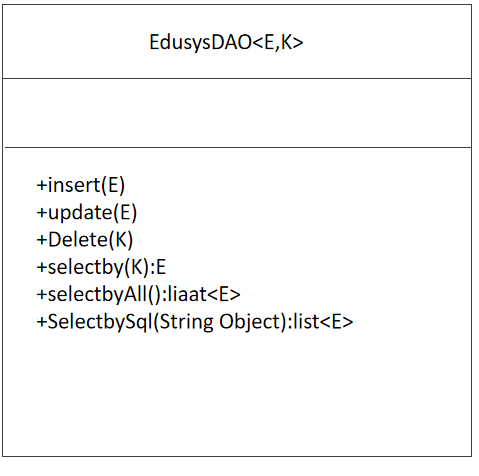 EdusysDAO<E,K>
+insert(E)
+update(E)
+Delete(K)
+selectby(K):E
+selectbyAll():liaat<E>
+SelectbySql(String Object):list<E>